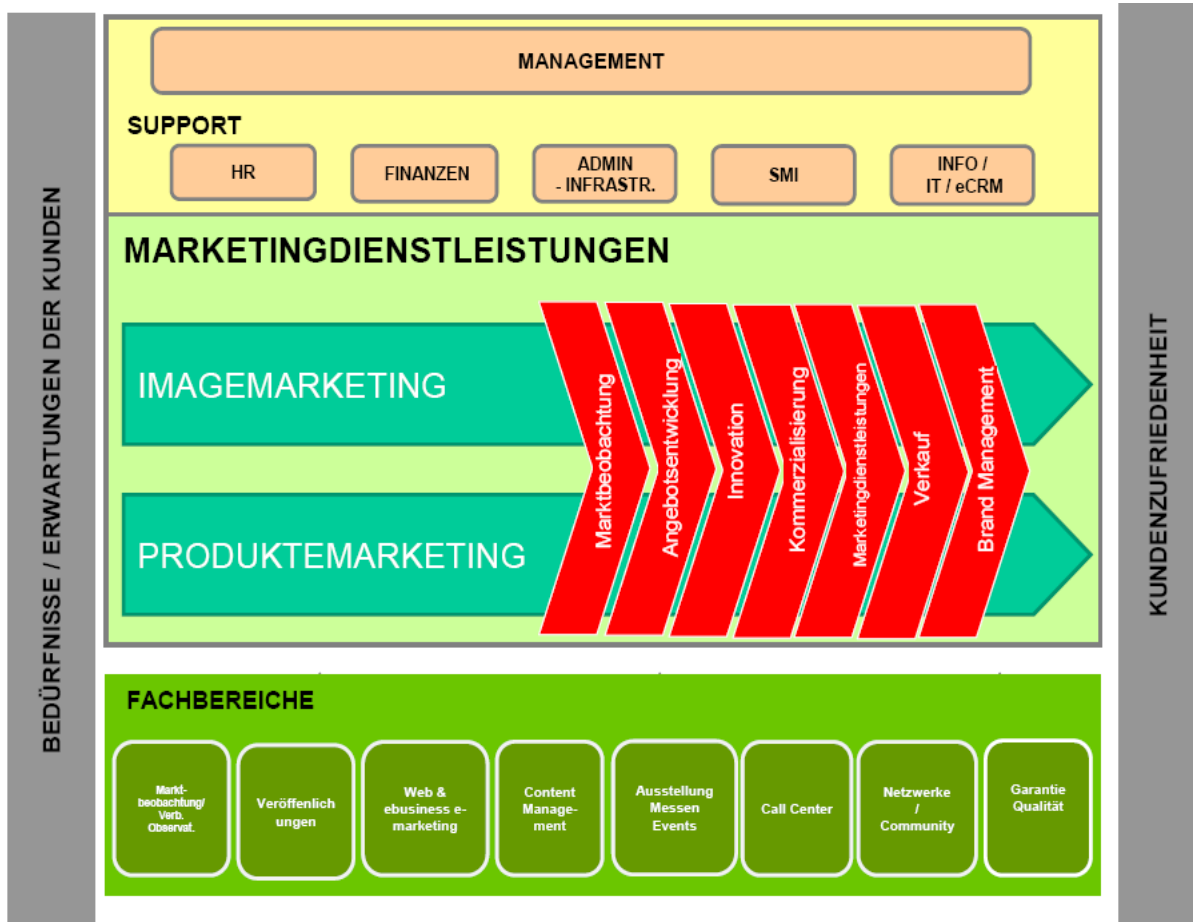 BEDÜRFNISSE / ERWARTUNGEN DER KUNDEN
MANAGEMENT
SUPPORT
HR
FINANZEN
ADMIN
- INFRASTR.
SMI
INFO /
IT / eCRM
MARKETINGDIENSTLEISTUNGEN
IMAGEMARKETING
PRODUKTEMARKETING
Marktbeobachtung
Angebotsentwicklung
Innovation
Kommerzialisierung
Marketingdienstleistungen
Verkauf
Brand Management
FACHBEREICHE
Markt-
beobachtung/
Verb.
Observat.
Veröffenlich
ungen
Web &
ebusiness e-
marketing
Content
Manage-
ment
Ausstellung
Messen
Events
Call Center
Netzwerke
/
Community
Garantie
Qualität
KUNDENZUFRIEDENHEIT